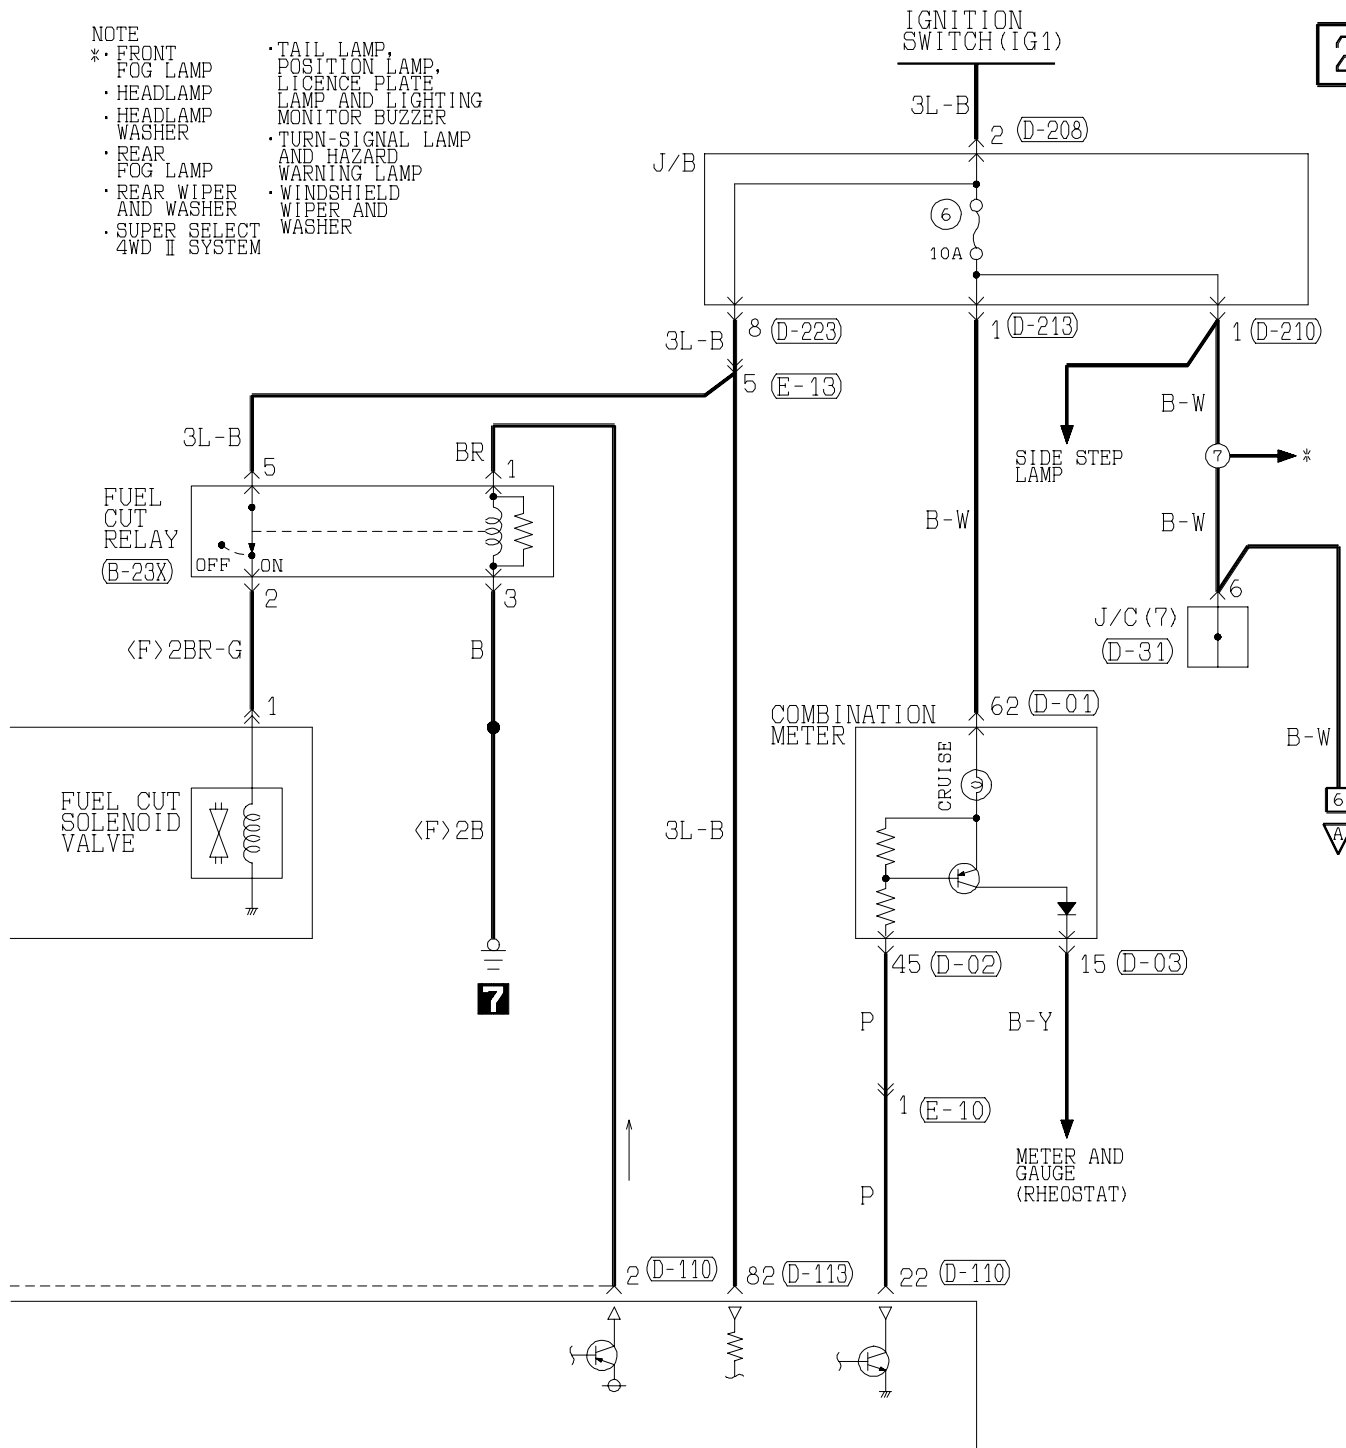 NOTE
*・FRONT
FOG LAMP
・HEADLAMP
・HEADLAMP
WASHER
・REAR
FOG LAMP
・REAR WIPER
AND WASHER
・SUPER SELECT
4WD Ⅱ SYSTEM
・TAIL LAMP,
POSITION LAMP,
LICENCE PLATE
LAMP AND LIGHTING
MONITOR BUZZER
・TURN-SIGNAL LAMP
AND HAZARD
WARNING LAMP
・WINDSHIELD
WIPER AND
WASHER
IGNITION
SWITCH(IG1)
2
3L-B
2 (D-208)
J/B
6
10A
8 (D-223)
1 (D-213)
1 (D-210)
3L-B
5 (E-13)
B-W
3L-B
BR
SIDE STEP
LAMP
7
*
5
1
FUEL
CUT
RELAY
(B-23X)
OFF
ON
B-W
B-W
2
3
6
J/C(7)
(D-31)
<F>2BR-G
B
1
62 (D-01)
COMBINATION
METER
B-W
CRUISE
6
A
FUEL CUT
SOLENOID
VALVE
<F>2B
3L-B
7
45 (D-02)
15 (D-03)
P
B-Y
1 (E-10)
METER AND
GAUGE
(RHEOSTAT)
P
2 (D-110)
82 (D-113)
22 (D-110)